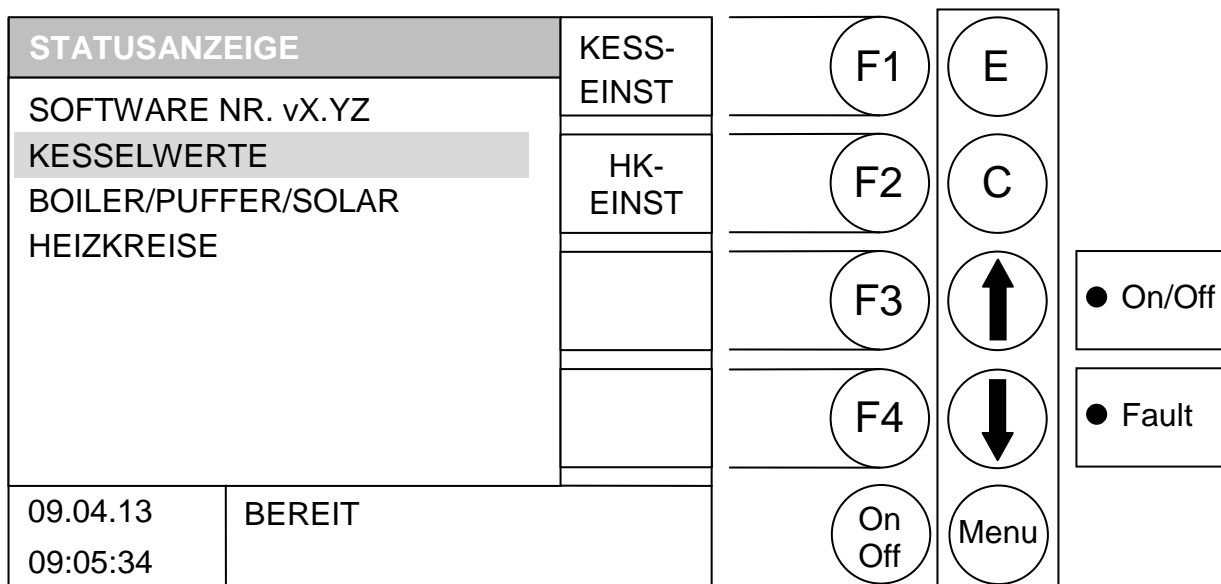 STATUSANZEIGE
SOFTWARE NR. vX.YZ
KESSELWERTE
BOILER/PUFFER/SOLAR
HEIZKREISE
KESS-
EINST
HK-
EINST
09.04.13
09:05:34
BEREIT
F1
E
F2
C
F3
F4
On
Off
Menu
On/Off
Fault